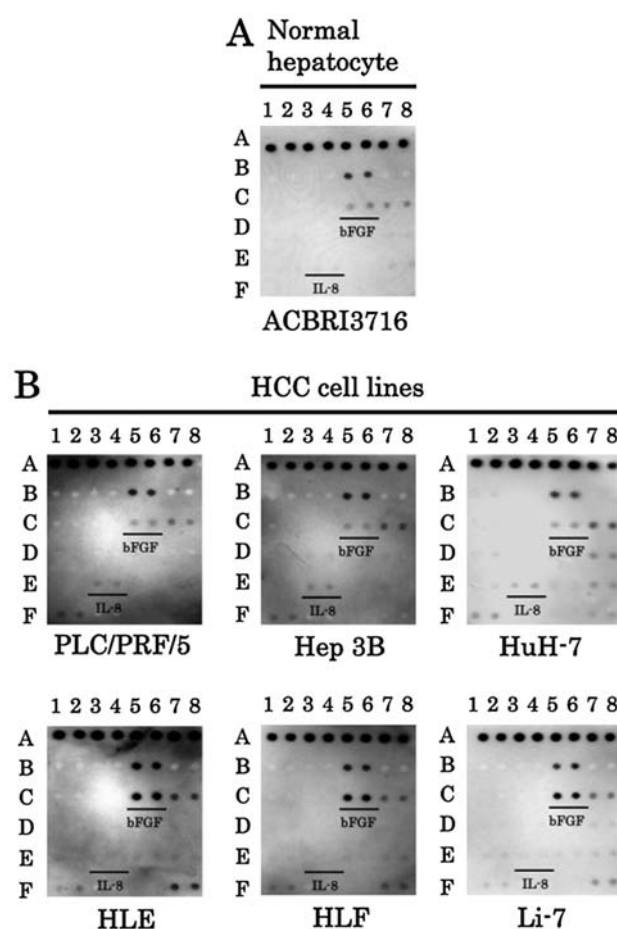 A Normal hepatocyte
1 2 3 4 5 6 7 8
A
B
C
bFGF
D
E
IL-8
F
ACBRI3716
B HCC cell lines
1 2 3 4 5 6 7 8 1 2 3 4 5 6 7 8 1 2 3 4 5 6 7 8
A A A
B B B
C C C
bFGF bFGF bFGF
D D D
E E E
IL-8 IL-8 IL-8
F F F
PLC/PRF/5 Hep 3B HuH-7
1 2 3 4 5 6 7 8 1 2 3 4 5 6 7 8 1 2 3 4 5 6 7 8
A A A
B B B
C C C
bFGF bFGF bFGF
D D D
E E E
IL-8 IL-8 IL-8
F F F
HLE HLF Li-7